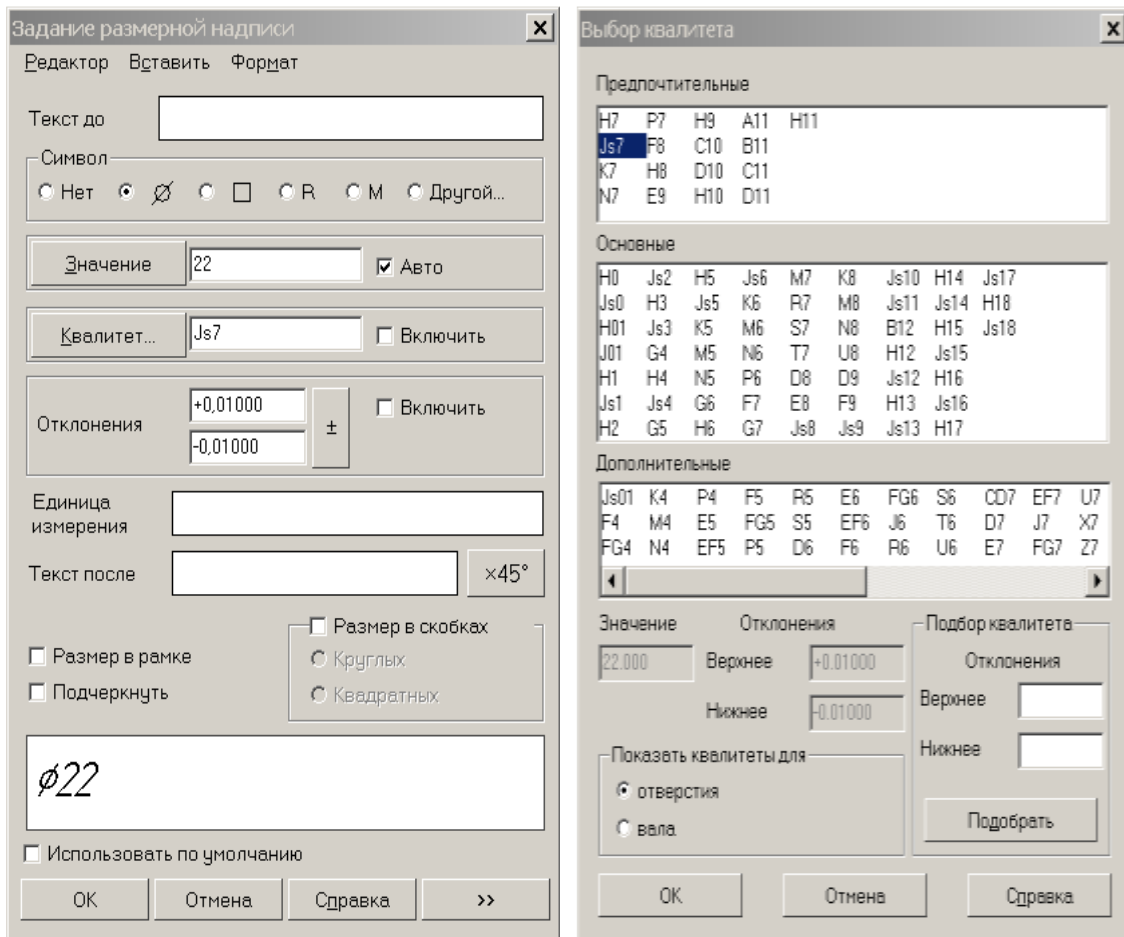 Задание размерной надписи
Редактор Вставить Формат
Текст до
Символ
Нет ø □ R M Другой...
Значение 22 Авто
Квалитет... Js7 Включить
Отклонения +0,01000 ± Включить
-0,01000
Единица
измерения
Текст после ×45°
Размер в скобках
Размер в рамке Круглых
Подчеркнуть Квадратных
ø22
Использовать по умолчанию
OK Отмена Справка >>
Выбор квалитета
Предпочтительные
H7 P7 H9 A11 H11
Js7 F8 C10 B11
K7 H8 D10 C11
N7 E9 H10 D11
Основные
H0 Js2 H5 Js6 M7 K8 Js10 H14 Js17
Js0 H3 Js5 K6 R7 M8 Js11 Js14 H18
H01 Js3 K5 M6 S7 N8 B12 H15 Js18
J01 G4 M5 N6 T7 U8 H12 Js15
H1 H4 N5 P6 D8 D9 Js12 H16
Js1 Js4 G6 F7 E8 F9 H13 Js16
H2 G5 H6 G7 Js8 Js9 Js13 H17
Дополнительные
Js01 K4 P4 F5 R5 E6 FG6 S6 CD7 EF7 U7
F4 M4 E5 FG5 S5 EF6 J6 T6 D7 J7 X7
FG4 N4 EF5 P5 D6 F6 R6 U6 E7 FG7 Z7
Значение Отклонения Подбор квалитета
22.000 Верхнее +0.01000 Отклонения
Верхнее
Нижнее -0.01000
Нижнее
Показать квалитеты для
отверстия
вала
Подобрать
OK Отмена Справка